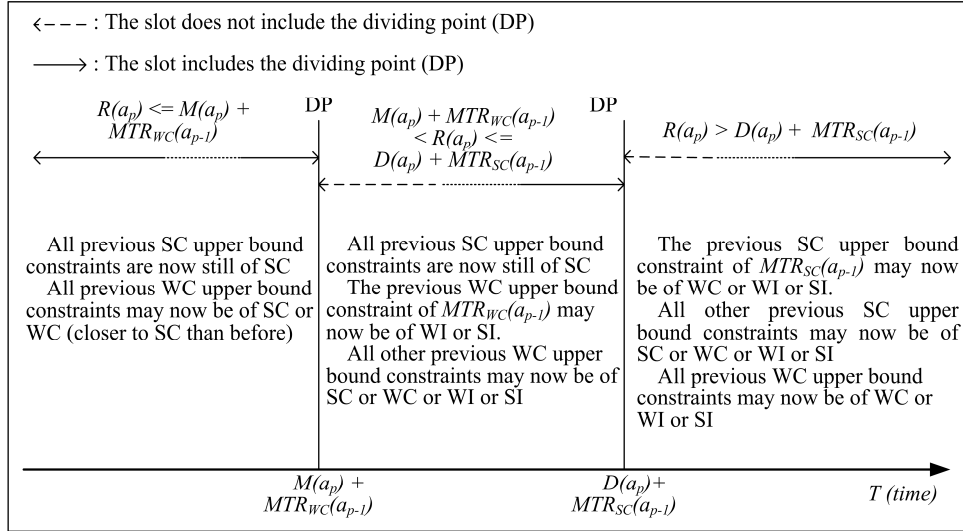 : The slot does not include the dividing point (DP)
: The slot includes the dividing point (DP)
R(ap) <= M(ap) +
MTRWC(ap-1)
DP
M(ap) + MTRWC(ap-1)
< R(ap) <=
D(ap) + MTRSC(ap-1)
DP
R(ap) > D(ap) + MTRSC(ap-1)
All previous SC upper bound
constraints are now still of SC
All previous WC upper bound
constraints may now be of SC or
WC (closer to SC than before)
All previous SC upper bound
constraints are now still of SC
The previous WC upper bound
constraint of MTRWC(ap-1) may
now be of WI or SI.
All other previous WC upper
bound constraints may now be of
SC or WC or WI or SI
The previous SC upper bound
constraint of MTRSC(ap-1) may now
be of WC or WI or SI.
All other previous SC upper
bound constraints may now be of
SC or WC or WI or SI
All previous WC upper bound
constraints may now be of WC or
WI or SI
M(ap) +
MTRWC(ap-1)
D(ap)+
MTRSC(ap-1)
T (time)